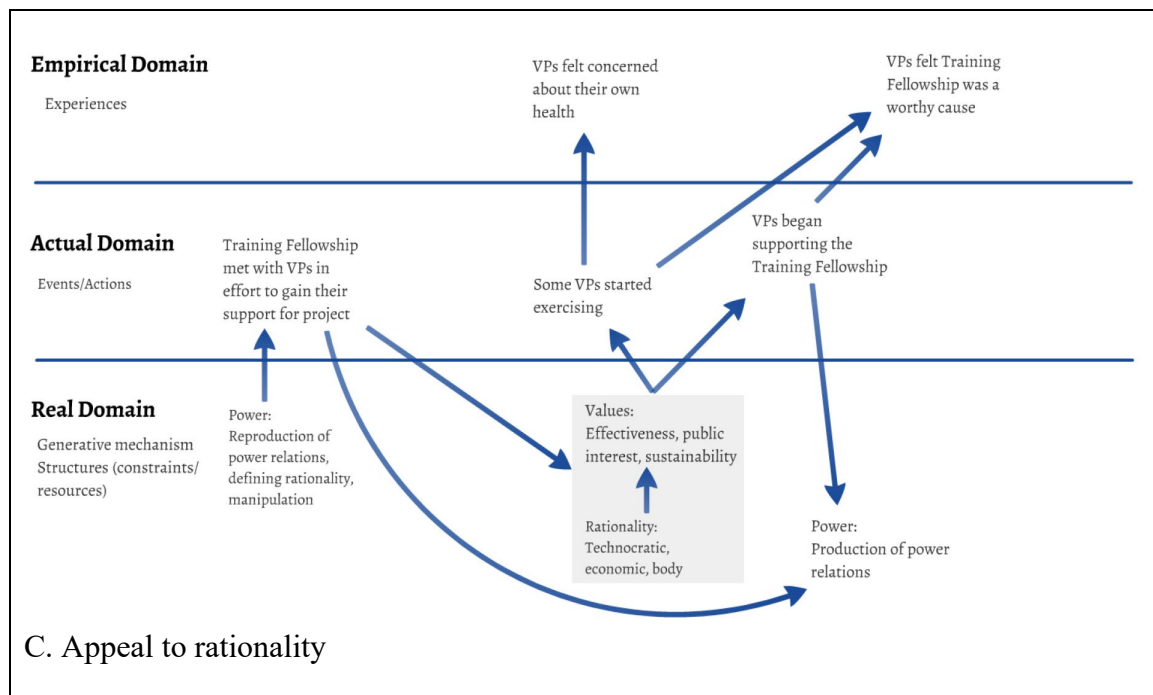 Empirical Domain
Experiences
VPs felt concerned
about their own
health
VPs felt Training
Fellowship was a
worthy cause
Actual Domain
Events/Actions
Training Fellowship
met with VPs in
effort to gain their
support for project
Some VPs started
exercising
VPs began
supporting the
Training Fellowship
Real Domain
Generative mechanism
Structures (constraints/
resources)
Power:
Reproduction of
power relations,
defining rationality,
manipulation
Values:
Effectiveness, public
interest, sustainability
Rationality:
Technocratic,
economic, body
Power:
Production of power
relations
C. Appeal to rationality